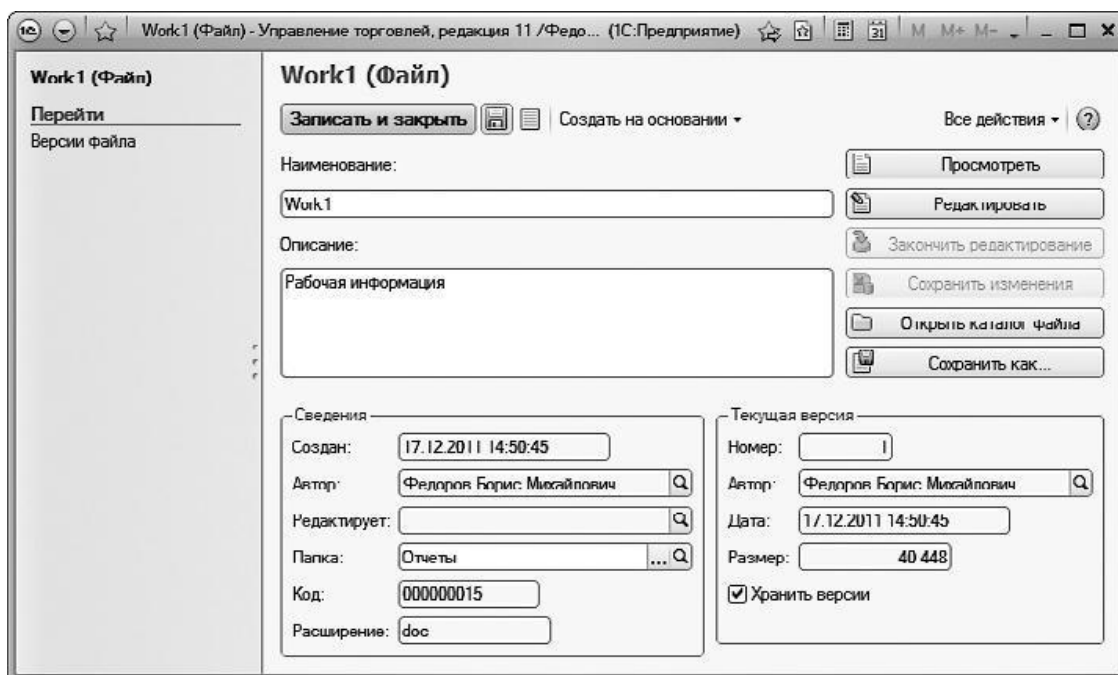 Work1 (Файл) - Управление торговлей, редакция 11 /Федо... (1С:Предприятие) 31 M M+ M-
Work1 (Файл)
Перейти
Версии файла
Work1 (Файл)
Записать и закрыть Создать на основании Все действия ?
Наименование:
Work1
Описание:
Рабочая информация
Просмотреть
Редактировать
Закончить редактирование
Сохранить изменения
Открыть каталог файла
Сохранить как...
Сведения
Создан: 17.12.2011 14:50:45
Автор: Федоров Борис Михайлович
Редактирует:
Папка: Отчеты ...
Код: 000000015
Расширение: doc
Текущая версия
Номер: 1
Автор: Федоров Борис Михайлович
Дата: 17.12.2011 14:50:45
Размер: 40 448
Хранить версии